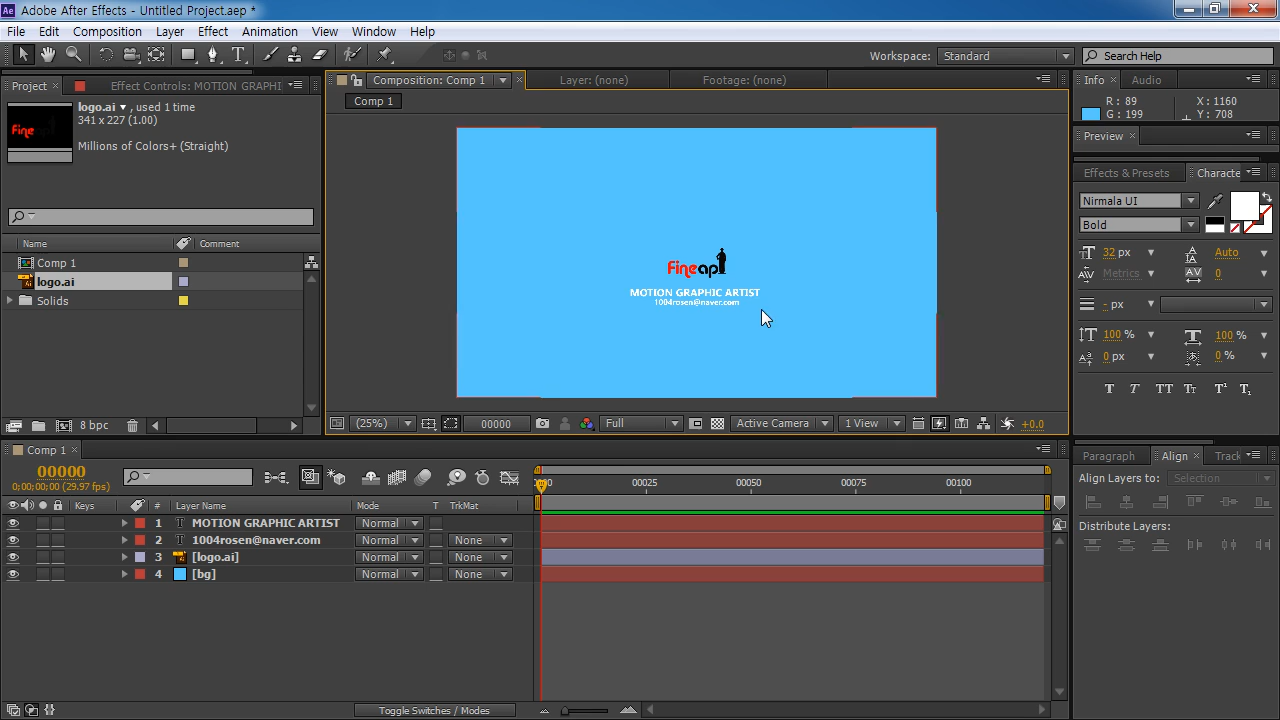 Adobe After Effects - Untitled Project.aep *
File Edit Composition Layer Effect Animation View Window Help
Workspace: Standard
Search Help
Project
Effect Controls: MOTION GRAPHI
Composition: Comp 1
Layer: (none)
Footage: (none)
Info
Audio
logo.ai , used 1 time
341 x 227 (1.00)
Millions of Colors+ (Straight)
Fineapl
Comp 1
R : 89
G : 199
X : 1160
Y : 708
Preview
Effects & Presets
Characte
Nirmala UI
Bold
32 px
Auto
Metrics
0
- px
100 %
100 %
0 px
0 %
Name
Comment
Comp 1
logo.ai
Solids
8 bpc
Fineapl
MOTION GRAPHIC ARTIST
1004rosen@naver.com
(25%)
00000
Full
Active Camera
1 View
+0.0
Comp 1
00000
0;00;00;00 (29.97 fps)
00025
00050
00075
00100
Keys
#
Layer Name
Mode
T
TrkMat
1 MOTION GRAPHIC ARTIST Normal
2 1004rosen@naver.com Normal None
3 [logo.ai] Normal None
4 [bg] Normal None
Toggle Switches / Modes
Paragraph
Align
Track
Align Layers to: Selection
Distribute Layers: